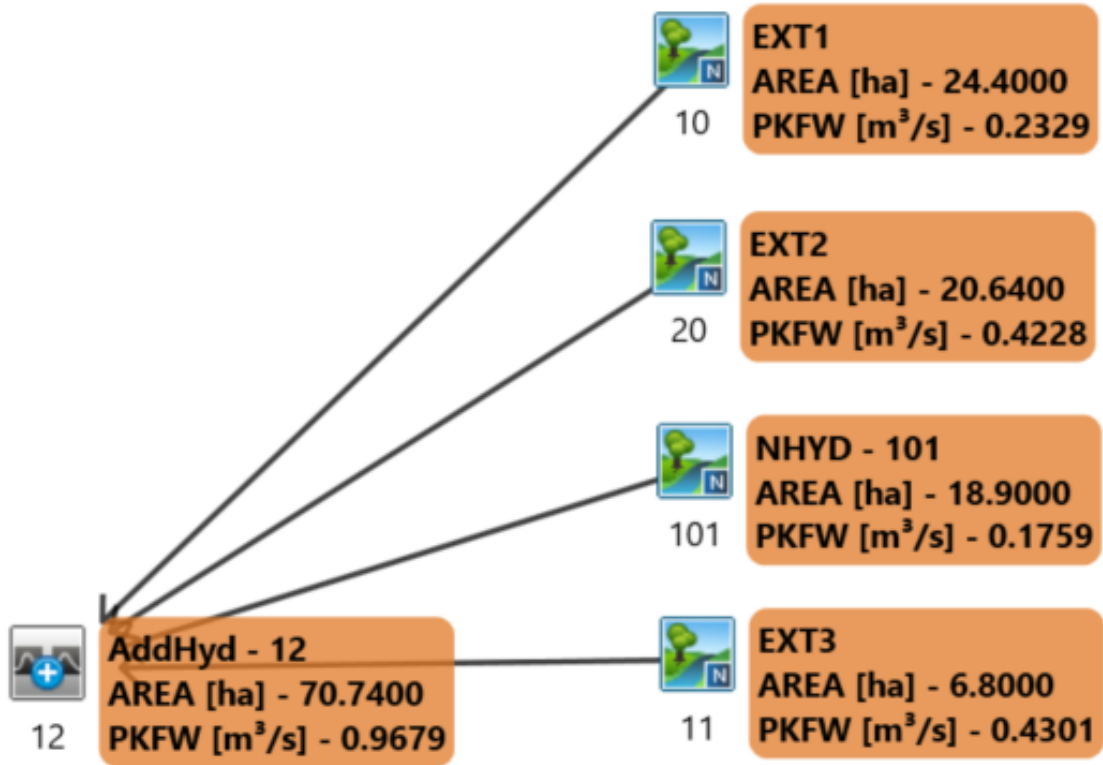 EXT1
AREA [ha] - 24.4000
PKFW [m³/s] - 0.2329
N
10
EXT2
AREA [ha] - 20.6400
PKFW [m³/s] - 0.4228
N
20
NHYD - 101
AREA [ha] - 18.9000
PKFW [m³/s] - 0.1759
N
101
EXT3
AREA [ha] - 6.8000
PKFW [m³/s] - 0.4301
N
11
AddHyd - 12
AREA [ha] - 70.7400
PKFW [m³/s] - 0.9679
12